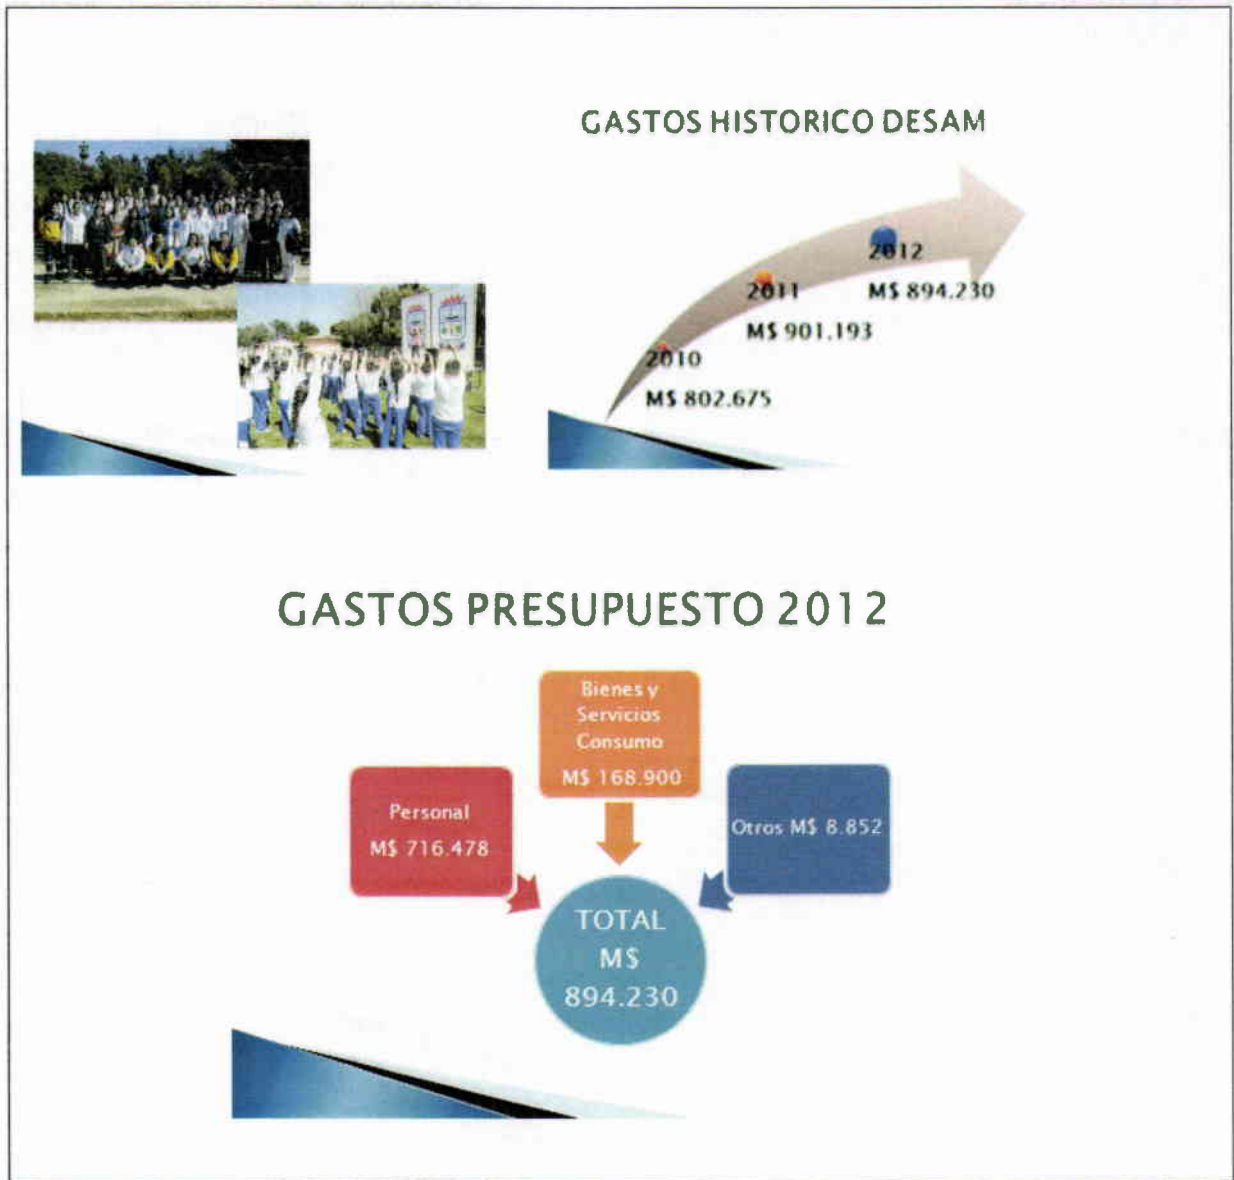 GASTOS HISTORICO DESAM
2010
M$ 802.675
2011
M$ 901.193
2012
M$ 894.230
GASTOS PRESUPUESTO 2012
Bienes y
Servicios
Consumo
M$ 168.900
Personal
M$ 716.478
Otros M$ 8.852
TOTAL
M$
894.230